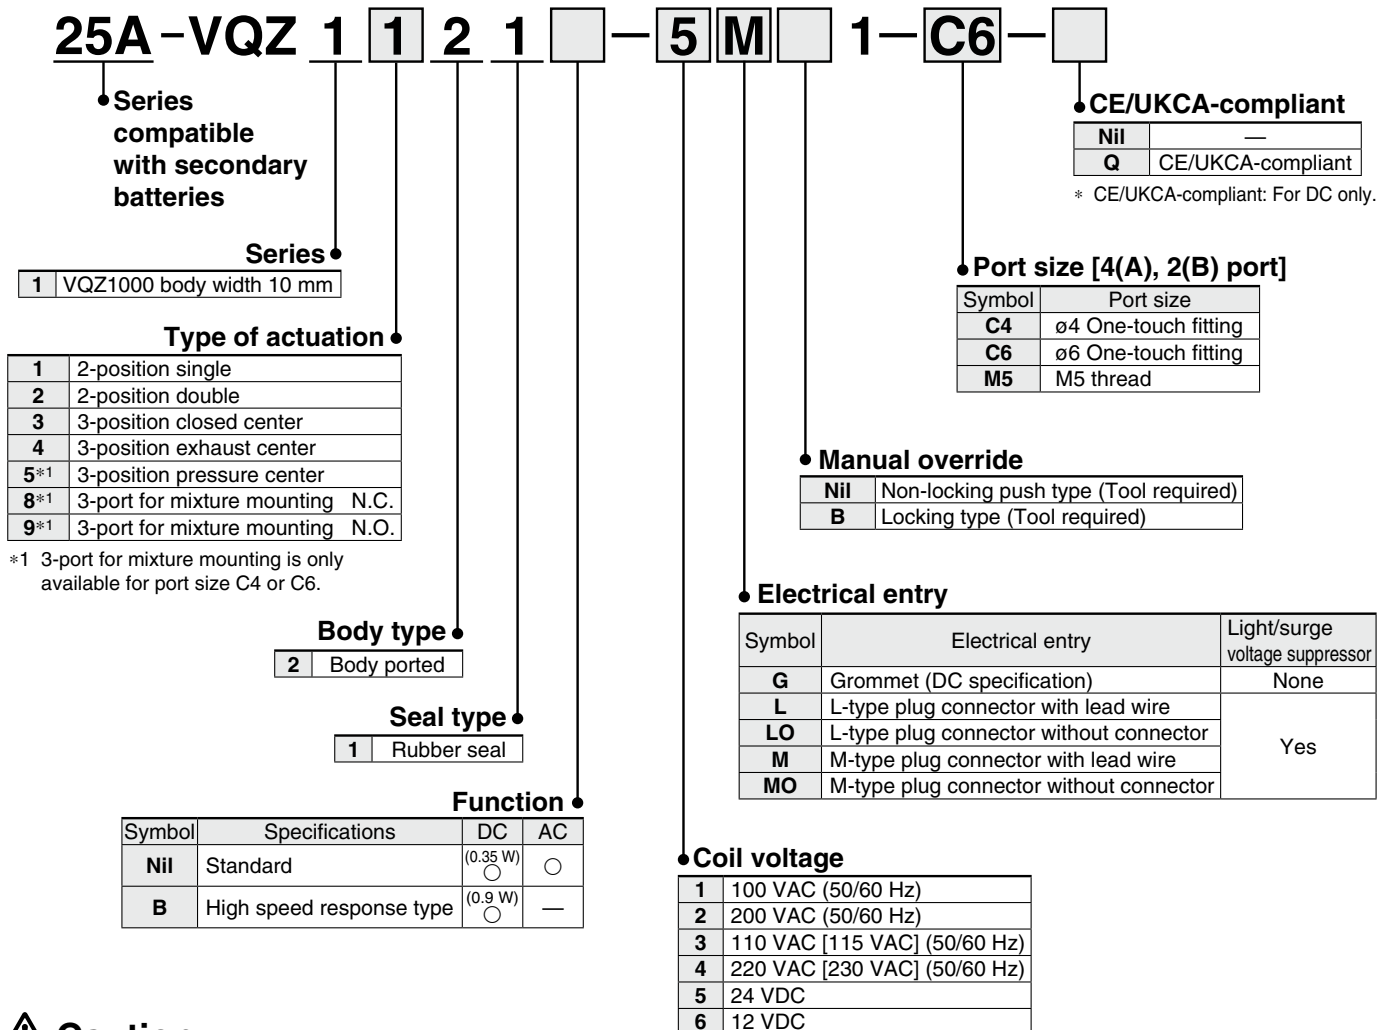 25A-VQZ 1 1 2 1 □-5 M □ 1-C6-□
Series
compatible
with secondary
batteries
CE/UKCA-compliant
Nil —
Q CE/UKCA-compliant
* CE/UKCA-compliant: For DC only.
Series
1 VQZ1000 body width 10 mm
Port size [4(A), 2(B) port]
Symbol Port size
C4 ø4 One-touch fitting
C6 ø6 One-touch fitting
M5 M5 thread
Type of actuation
1 2-position single
2 2-position double
3 3-position closed center
4 3-position exhaust center
5*1 3-position pressure center
8*1 3-port for mixture mounting N.C.
9*1 3-port for mixture mounting N.O.
*1 3-port for mixture mounting is only
available for port size C4 or C6.
Manual override
Nil Non-locking push type (Tool required)
B Locking type (Tool required)
Body type
2 Body ported
Electrical entry
Symbol Electrical entry Light/surge
voltage suppressor
G Grommet (DC specification) None
L L-type plug connector with lead wire
LO L-type plug connector without connector
M M-type plug connector with lead wire
MO M-type plug connector without connector
Yes
Seal type
1 Rubber seal
Function
Symbol Specifications DC AC
Nil Standard (0.35 W) ○ ○
B High speed response type (0.9 W) ○ —
Coil voltage
1 100 VAC (50/60 Hz)
2 200 VAC (50/60 Hz)
3 110 VAC [115 VAC] (50/60 Hz)
4 220 VAC [230 VAC] (50/60 Hz)
5 24 VDC
6 12 VDC